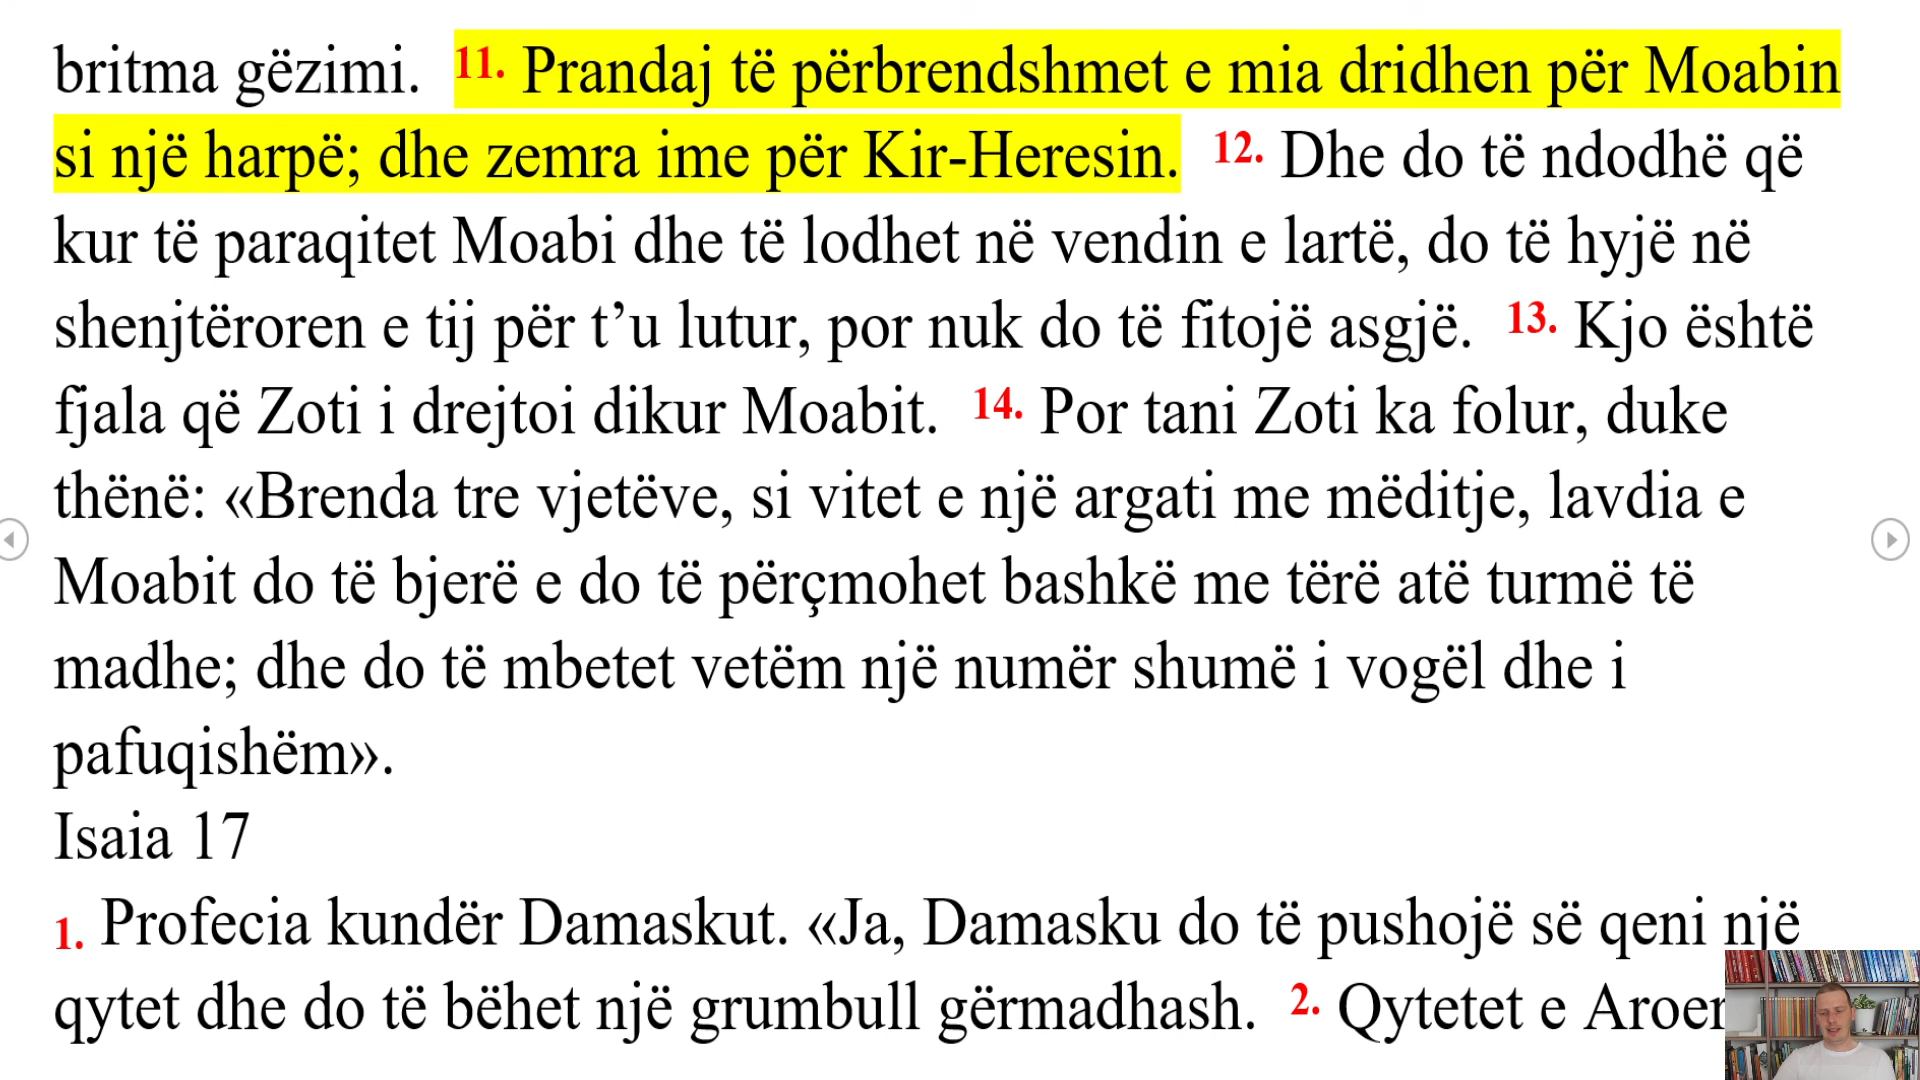 britma gëzimi. 11. Prandaj të përbrendshmet e mia dridhen për Moabin
si një harpë; dhe zemra ime për Kir-Heresin. 12. Dhe do të ndodhë që
kur të paraqitet Moabi dhe të lodhet në vendin e lartë, do të hyjë në
shenjtëroren e tij për t’u lutur, por nuk do të fitojë asgjë. 13. Kjo është
fjala që Zoti i drejtoi dikur Moabit. 14. Por tani Zoti ka folur, duke
thënë: «Brenda tre vjetëve, si vitet e një argati me mëditje, lavdia e
Moabit do të bjerë e do të përçmohet bashkë me tërë atë turmë të
madhe; dhe do të mbetet vetëm një numër shumë i vogël dhe i
pafuqishëm».
Isaia 17
1. Profecia kundër Damaskut. «Ja, Damasku do të pushojë së qeni një
qytet dhe do të bëhet një grumbull gërmadhash. 2. Qytetet e Aroer